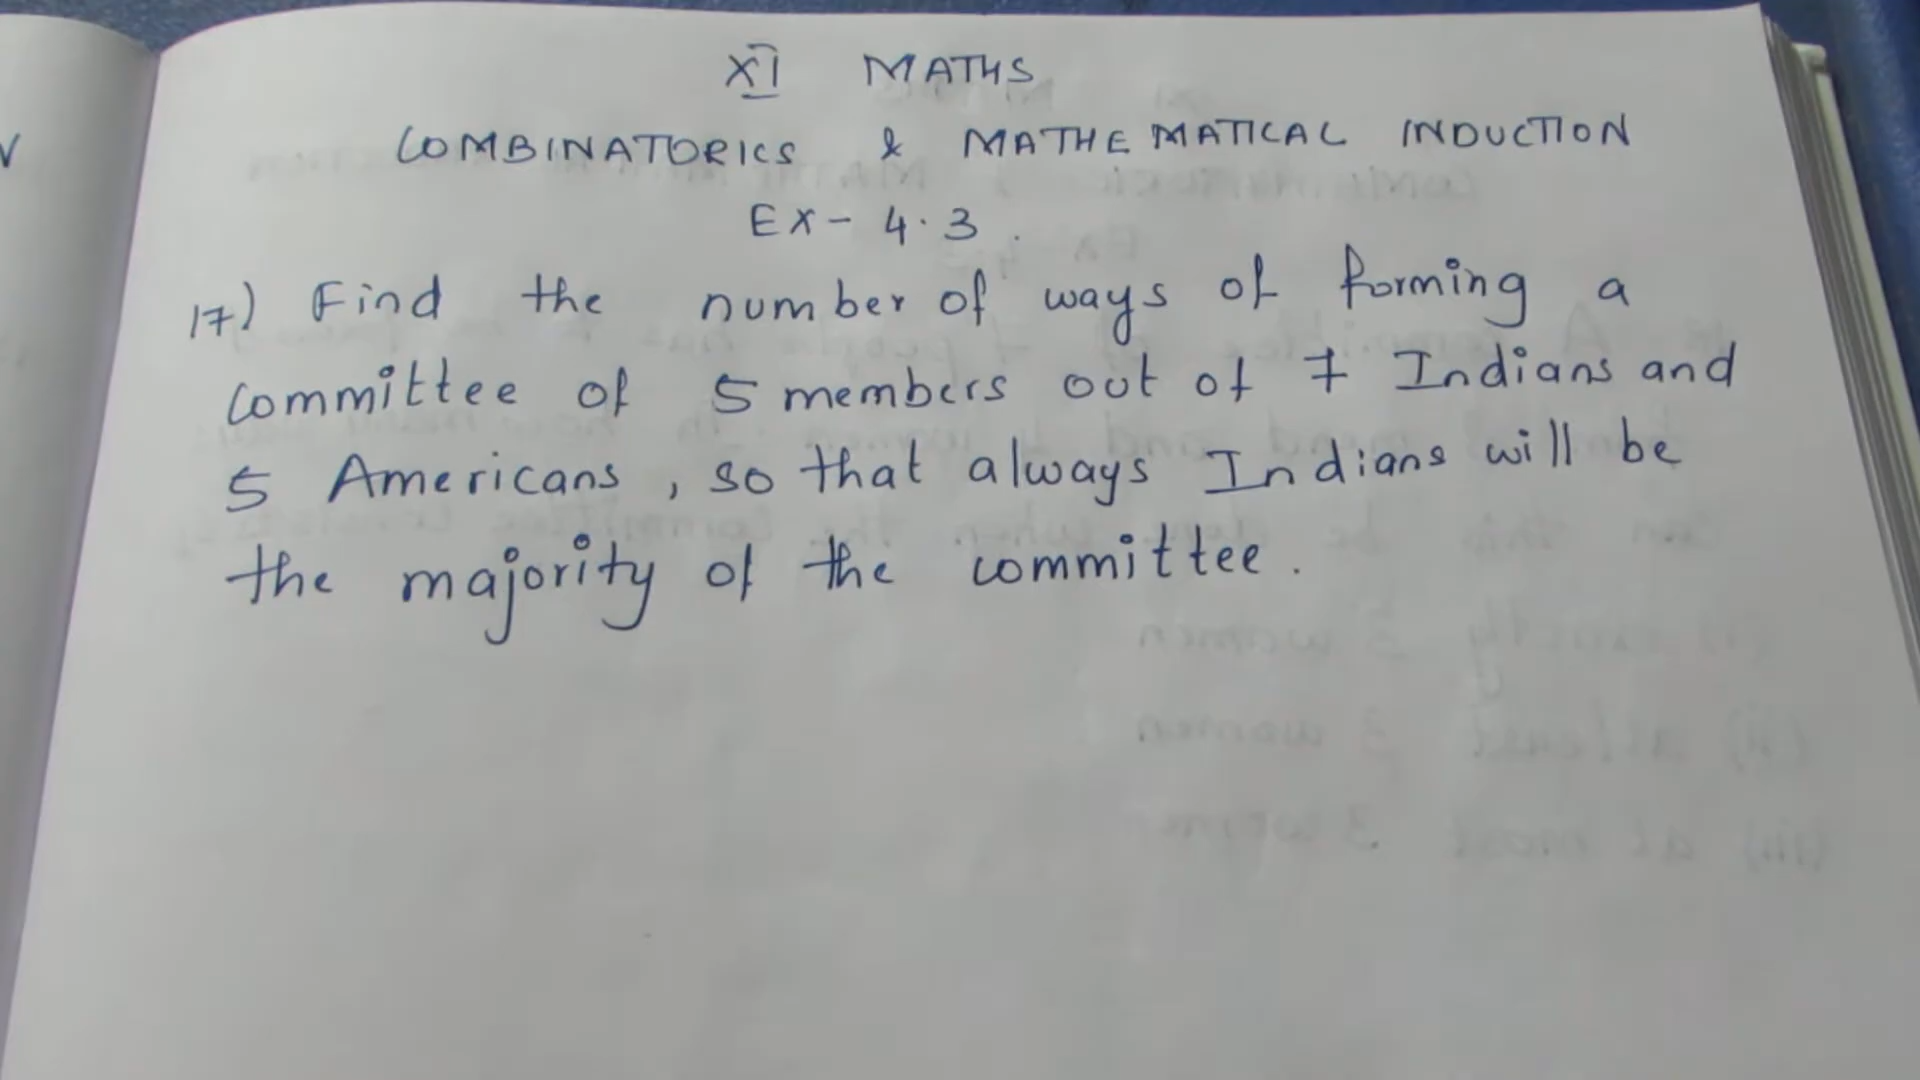 XI MATHS
COMBINATORICS & MATHEMATICAL INDUCTION
Ex - 4.3.
17) Find the number of ways of forming a
committee of 5 members out of 7 Indians and
5 Americans, so that always Indians will be
the majority of the committee.